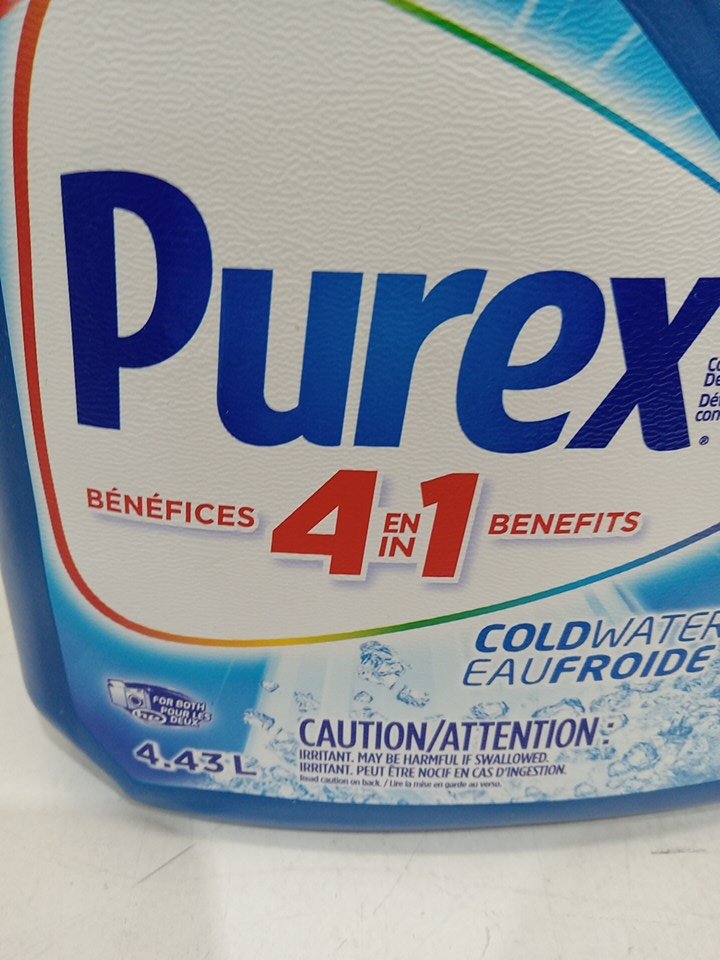 Purex®
BÉNÉFICES 4 EN IN 1 BENEFITS
COLDWATER
EAUFROIDE
FOR BOTH
POUR LES
DEUX
4.43 L
CAUTION/ATTENTION :
IRRITANT. MAY BE HARMFUL IF SWALLOWED.
IRRITANT. PEUT ÊTRE NOCIF EN CAS D'INGESTION.
Read caution on back. / Lire la mise en garde au verso.